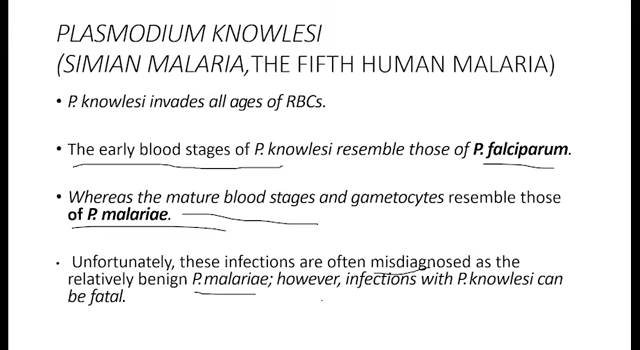 PLASMODIUM KNOWLESI
(SIMIAN MALARIA,THE FIFTH HUMAN MALARIA)
• P. knowlesi invades all ages of RBCs.
• The early blood stages of P. knowlesi resemble those of P. falciparum.
• Whereas the mature blood stages and gametocytes resemble those
of P. malariae.
• Unfortunately, these infections are often misdiagnosed as the
relatively benign P.malariae; however, infections with P.knowlesi can
be fatal.